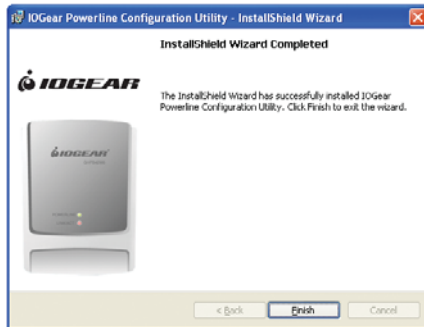 IOGear Powerline Configuration Utility - InstallShield Wizard
InstallShield Wizard Completed
IOGEAR
The InstallShield Wizard has successfully installed IOGear
Powerline Configuration Utility. Click Finish to exit the wizard.
IOGEAR
< Back
Finish
Cancel